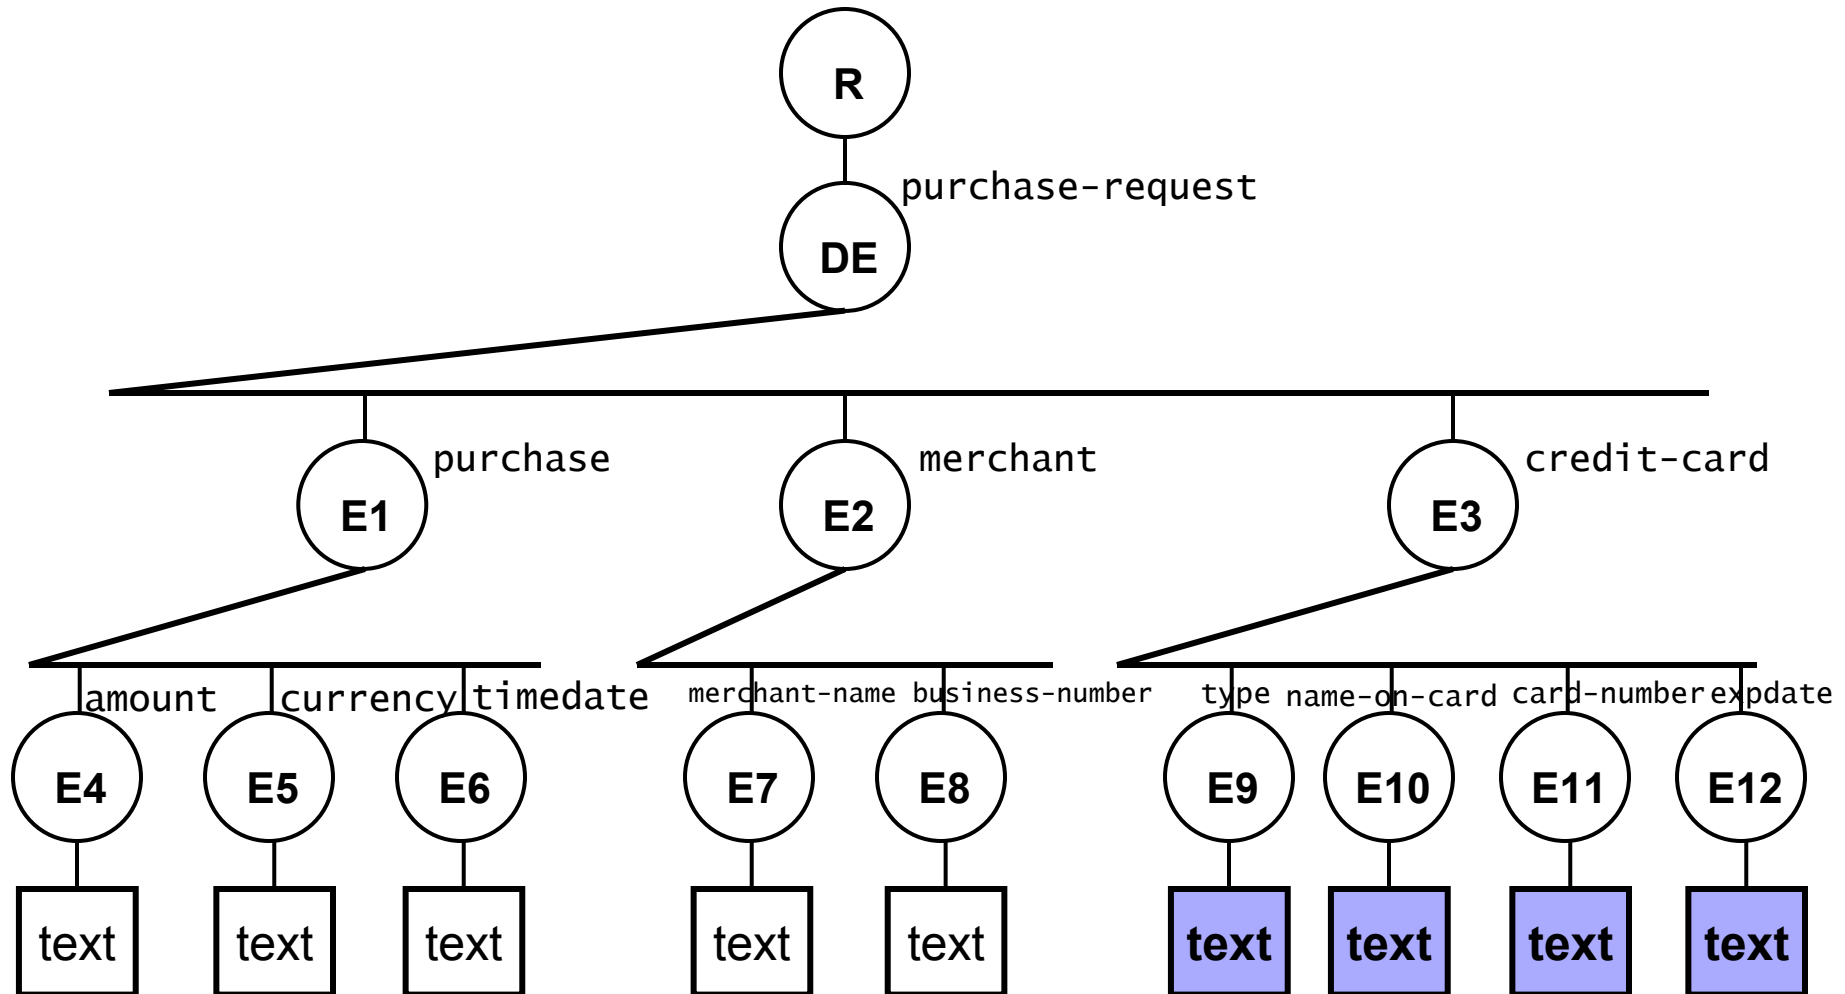 R
purchase-request
DE
purchase merchant credit-card
E1 E2 E3
amount currency timedate merchant-name business-number type name-on-card card-number expdate
E4 E5 E6 E7 E8 E9 E10 E11 E12
text text text text text text text text text